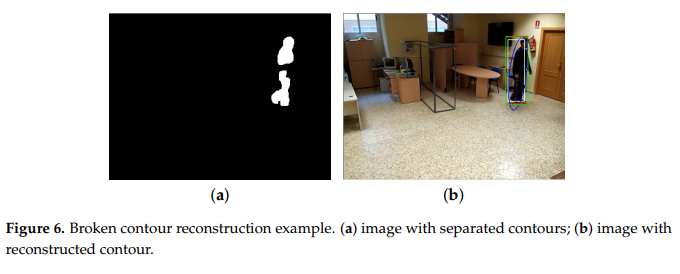 (a)
(b)
Figure 6. Broken contour reconstruction example. (a) image with separated contours; (b) image with
reconstructed contour.